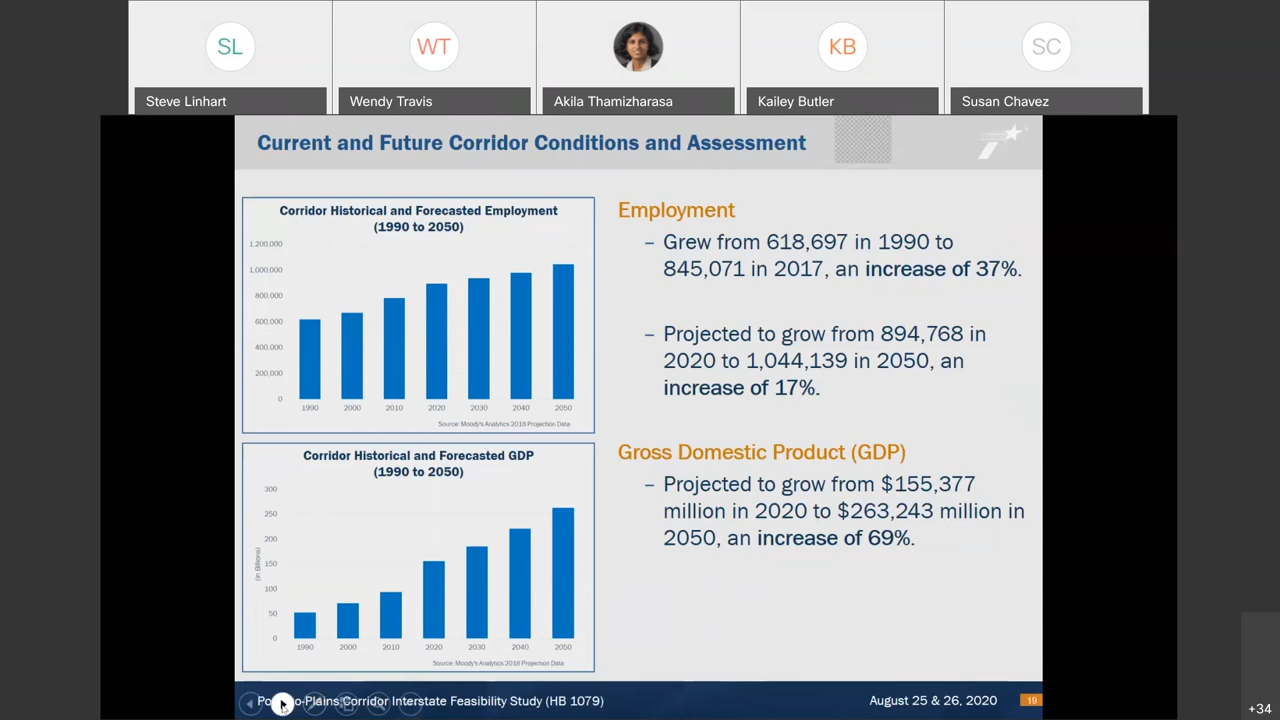 SL
WT
KB
SC
Steve Linhart
Wendy Travis
Akila Thamizharasa
Kailey Butler
Susan Chavez
Current and Future Corridor Conditions and Assessment
Corridor Historical and Forecasted Employment
(1990 to 2050)
1,200,000
1,000,000
800,000
600,000
400,000
200,000
0
1990 2000 2010 2020 2030 2040 2050
Source: Moody's Analytics 2018 Projection Data
Corridor Historical and Forecasted GDP
(1990 to 2050)
(in Billions)
300
250
200
150
100
50
0
1990 2000 2010 2020 2030 2040 2050
Source: Moody's Analytics 2018 Projection Data
Employment
– Grew from 618,697 in 1990 to
845,071 in 2017, an increase of 37%.
– Projected to grow from 894,768 in
2020 to 1,044,139 in 2050, an
increase of 17%.
Gross Domestic Product (GDP)
– Projected to grow from $155,377
million in 2020 to $263,243 million in
2050, an increase of 69%.
-Plains Corridor Interstate Feasibility Study (HB 1079)
August 25 & 26, 2020
19
+34